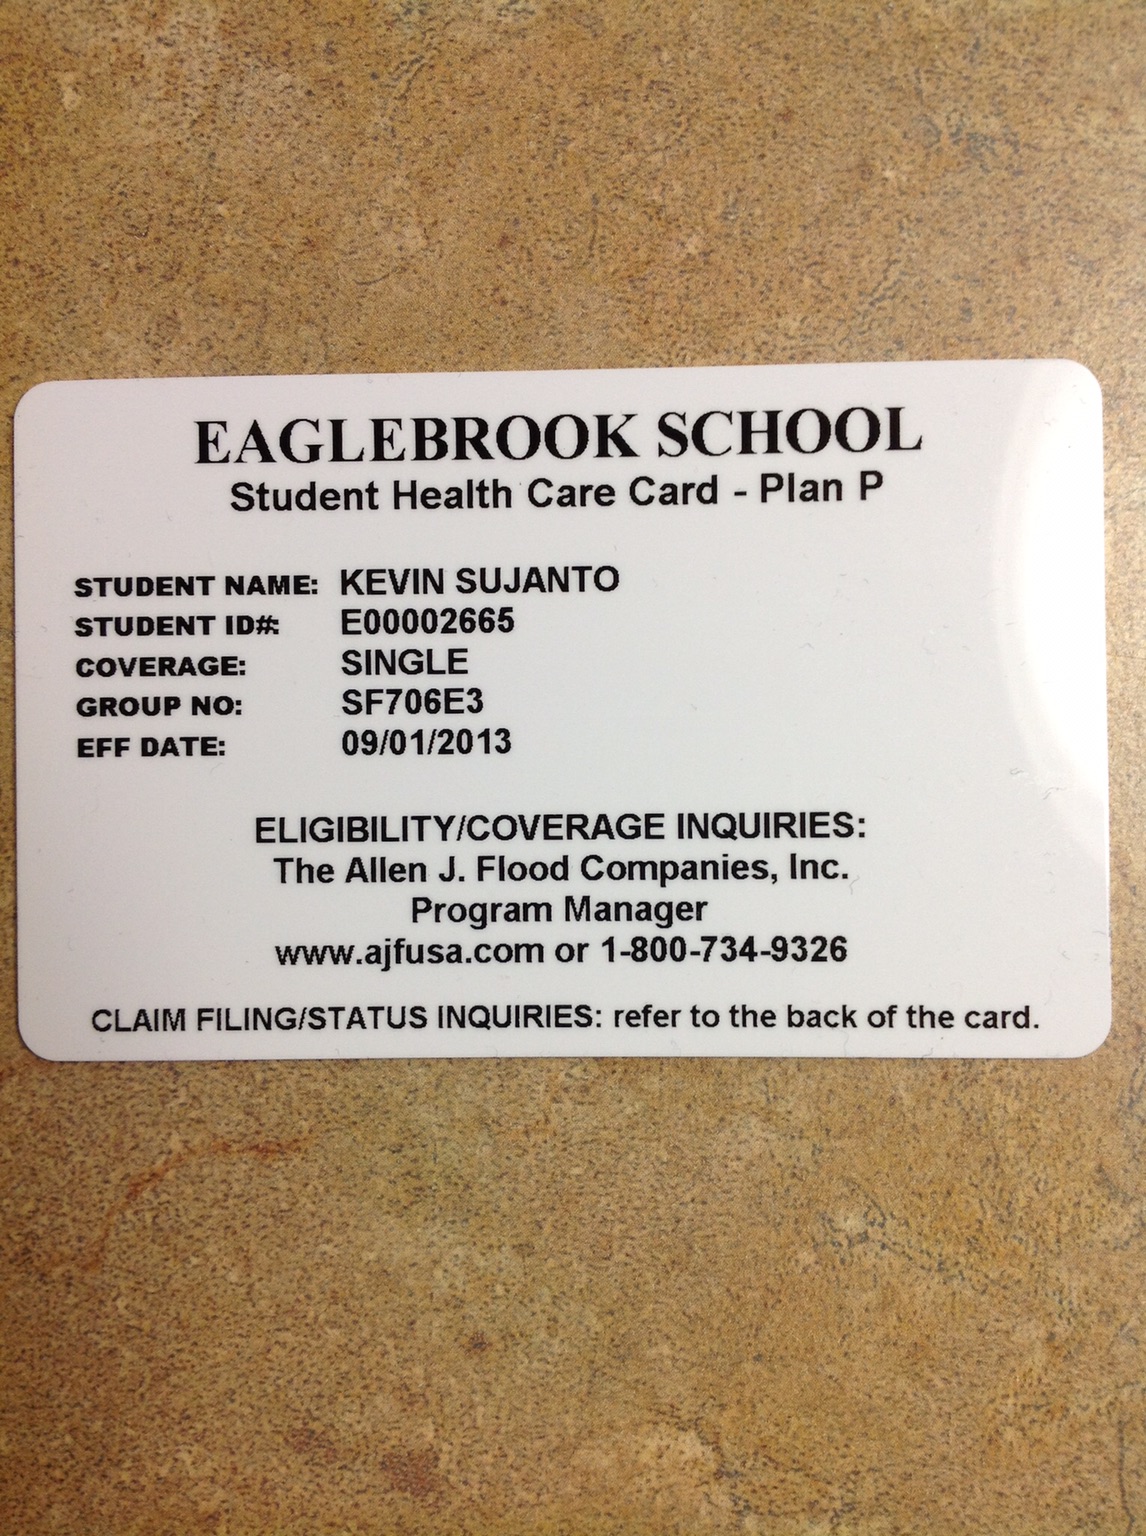 EAGLEBROOK SCHOOL
Student Health Care Card - Plan P
STUDENT NAME: KEVIN SUJANTO
STUDENT ID#: E00002665
COVERAGE: SINGLE
GROUP NO: SF706E3
EFF DATE: 09/01/2013
ELIGIBILITY/COVERAGE INQUIRIES:
The Allen J. Flood Companies, Inc.
Program Manager
www.ajfusa.com or 1-800-734-9326
CLAIM FILING/STATUS INQUIRIES: refer to the back of the card.